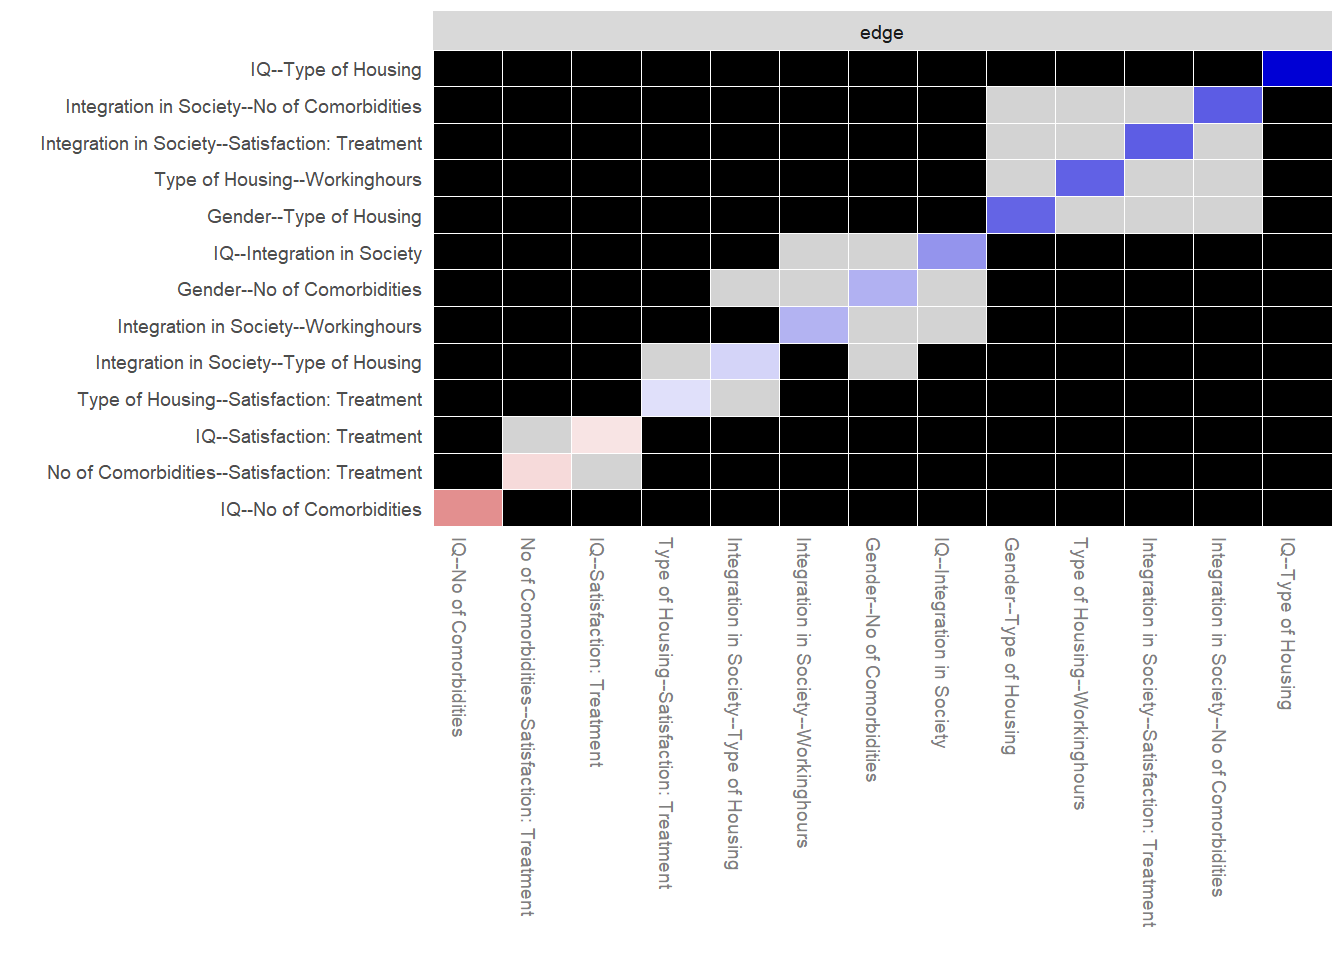 edge
IQ--Type of Housing
Integration in Society--No of Comorbidities
Integration in Society--Satisfaction: Treatment
Type of Housing--Workinghours
Gender--Type of Housing
IQ--Integration in Society
Gender--No of Comorbidities
Integration in Society--Workinghours
Integration in Society--Type of Housing
Type of Housing--Satisfaction: Treatment
IQ--Satisfaction: Treatment
No of Comorbidities--Satisfaction: Treatment
IQ--No of Comorbidities
IQ--No of Comorbidities
No of Comorbidities--Satisfaction: Treatment
IQ--Satisfaction: Treatment
Type of Housing--Satisfaction: Treatment
Integration in Society--Type of Housing
Integration in Society--Workinghours
Gender--No of Comorbidities
IQ--Integration in Society
Gender--Type of Housing
Type of Housing--Workinghours
Integration in Society--Satisfaction: Treatment
Integration in Society--No of Comorbidities
IQ--Type of Housing